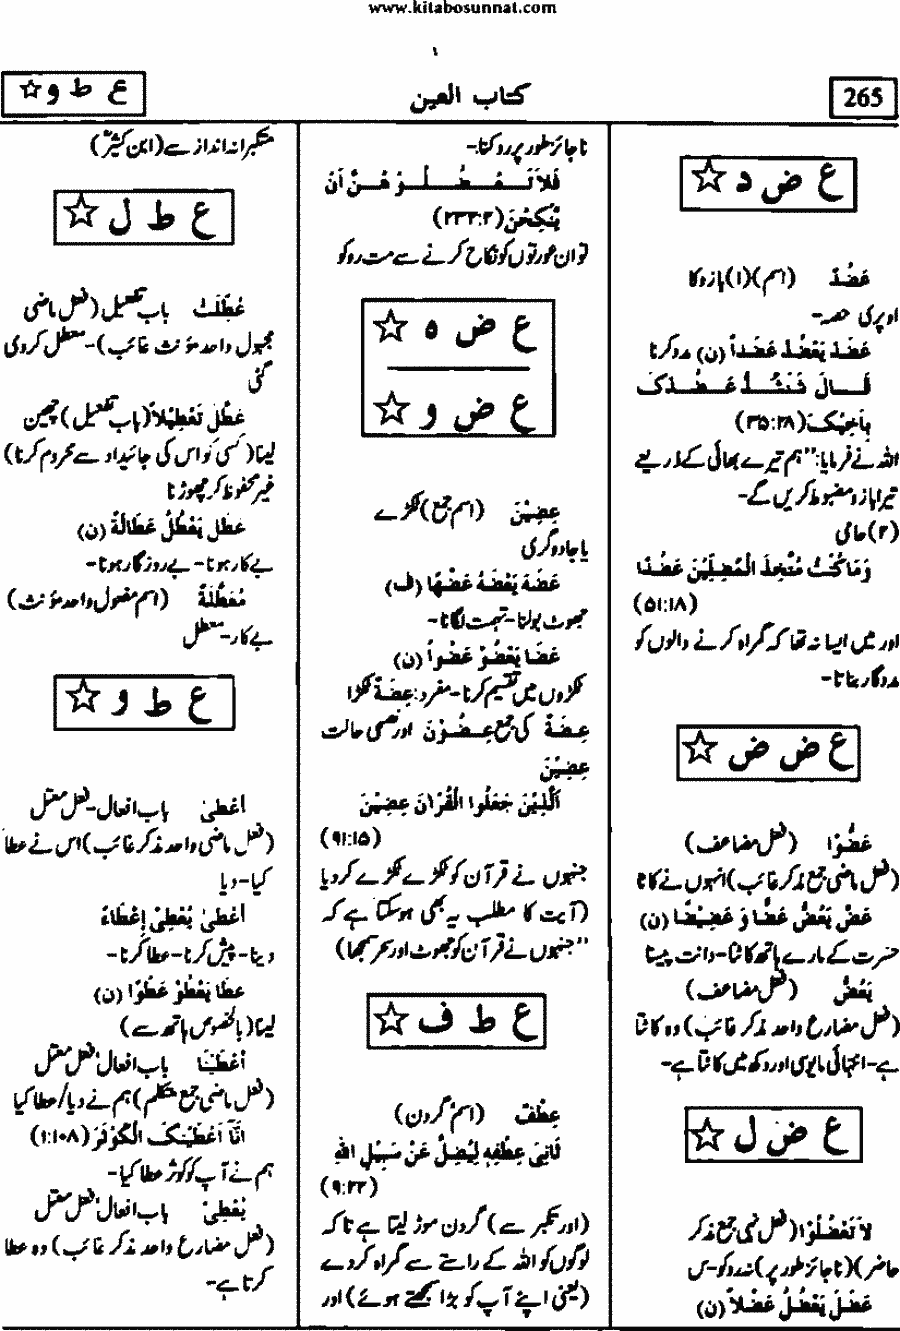 www.kitabosunnat.com
265
کتاب العین
ع ط و ☆
ع ض د ☆
عَضُدٌ (اسم)(۱) بازو کا
اوپری حصہ۔
عَضَدَ یَعْضُدُ عَضْداً (ن) مدد کرنا
قَالَ سَنَشُدُّ عَضُدَکَ
بِاَخِیْکَ (۳۵:۲۸)
اللہ نے فرمایا: "ہم تیرے بھائی کے ذریعے
تیرا بازو مضبوط کریں گے۔
(۲) حامی
وَمَا کُنْتُ مُتَّخِذَ الْمُضِلِّیْنَ عَضُدًا
(۵۱:۱۸)
اور میں ایسا نہ تھا کہ گمراہ کرنے والوں کو
مددگار بناتا۔
ع ض ض ☆
عَضُّوْا (فعل مضاعف)
(فعل ماضی جمع مذکر غائب) انہوں نے کاٹا
عَضَّ یَعَضُّ عَضًّا وَ عَضِیْضًا (ن)
حسرت کے مارے ہاتھ کاٹنا۔ دانت پیسنا
یَعَضُّ (فعل مضاعف)
(فعل مضارع واحد مذکر غائب) وہ کاٹتا
ہے۔ انتہائی مایوسی اور دکھ میں کاٹتا ہے۔
ع ض ل ☆
لاَ تَعْضُلُوْا (فعل نہی جمع مذکر
حاضر)(ناجائز طور پر) نہ روکو۔س
عَضَلَ یَعْضُلُ عَضْلاً (ن)
ناجائز طور پر روکنا۔
فَلاَ تَعْضُلُوْهُنَّ اَنْ
یَّنْکِحْنَ (۲۳۳:۲)
تو ان عورتوں کو نکاح کرنے سے مت روکو
ع ض ہ ☆
ع ض و ☆
عِضِیْنَ (اسم جمع) ٹکڑے
یا جادوگری
عَضَهَ یَعْضَهُ عَضْهًا (ف)
جھوٹ بولنا۔ تہمت لگانا۔
عَضَا یَعْضُوْ عَضْواً (ن)
ٹکڑوں میں تقسیم کرنا۔ مفرد: عِضَةٌ ٹکڑا
عِضَةٌ کی جمع عِضُوْنَ اور نصبی حالت
عِضِیْنَ
اَلَّذِیْنَ جَعَلُوا الْقُرْاٰنَ عِضِیْنَ
(۹۱:۱۵)
جنہوں نے قرآن کو ٹکڑے ٹکڑے کر دیا
(آیت کا مطلب یہ بھی ہو سکتا ہے کہ
"جنہوں نے قرآن کو جھوٹ اور سحر سمجھا)
ع ط ف ☆
عِطْفٌ (اسم گردن)
ثَانِیَ عِطْفِهٖ لِیُضِلَّ عَنْ سَبِیْلِ اللّٰهِ
(۹:۲۲)
(اور تکبر سے) گردن موڑ لیتا ہے تاکہ
لوگوں کو اللہ کے راستے سے گمراہ کر دے
(یعنی اپنے آپ کو بڑا سمجھتے ہوئے) اور
متکبرانہ انداز سے (ابن کثیر)
ع ط ل ☆
عُطِّلَتْ باب تفعیل (فعل ماضی
مجہول واحد مؤنث غائب)۔ معطل کر دی
گئی
عَطَّلَ تَعْطِیْلاً (باب تفعیل) چھین
لینا (کسی کو اس کی جائیداد سے محروم کرنا)
غیر محفوظ کر چھوڑنا
عَطَلَ یَعْطُلُ عَطَالَةً (ن)
بے کار ہونا۔ بے روزگار ہونا۔
مُعَطَّلَةٌ (اسم مفعول واحد مؤنث)
بے کار۔ معطل
ع ط و ☆
اَعْطٰی باب افعال۔ فعل معتل
(فعل ماضی واحد مذکر غائب) اس نے عطا
کیا۔ دیا
اَعْطٰی یُعْطِیْ اِعْطَاءً
دینا۔ پیش کرنا۔ عطا کرنا۔
عَطَا یَعْطُوْ عَطْوًا (ن)
لینا (بالخصوص ہاتھ سے)
اَعْطَیْنَا باب افعال فعل معتل
(فعل ماضی جمع متکلم) ہم نے دیا/عطا کیا
اِنَّآ اَعْطَیْنٰکَ الْکَوْثَرَ (۱:۱۰۸)
ہم نے آپ کو کوثر عطا کیا۔
یُعْطِیْ باب افعال فعل معتل
(فعل مضارع واحد مذکر غائب) وہ عطا
کرتا ہے۔